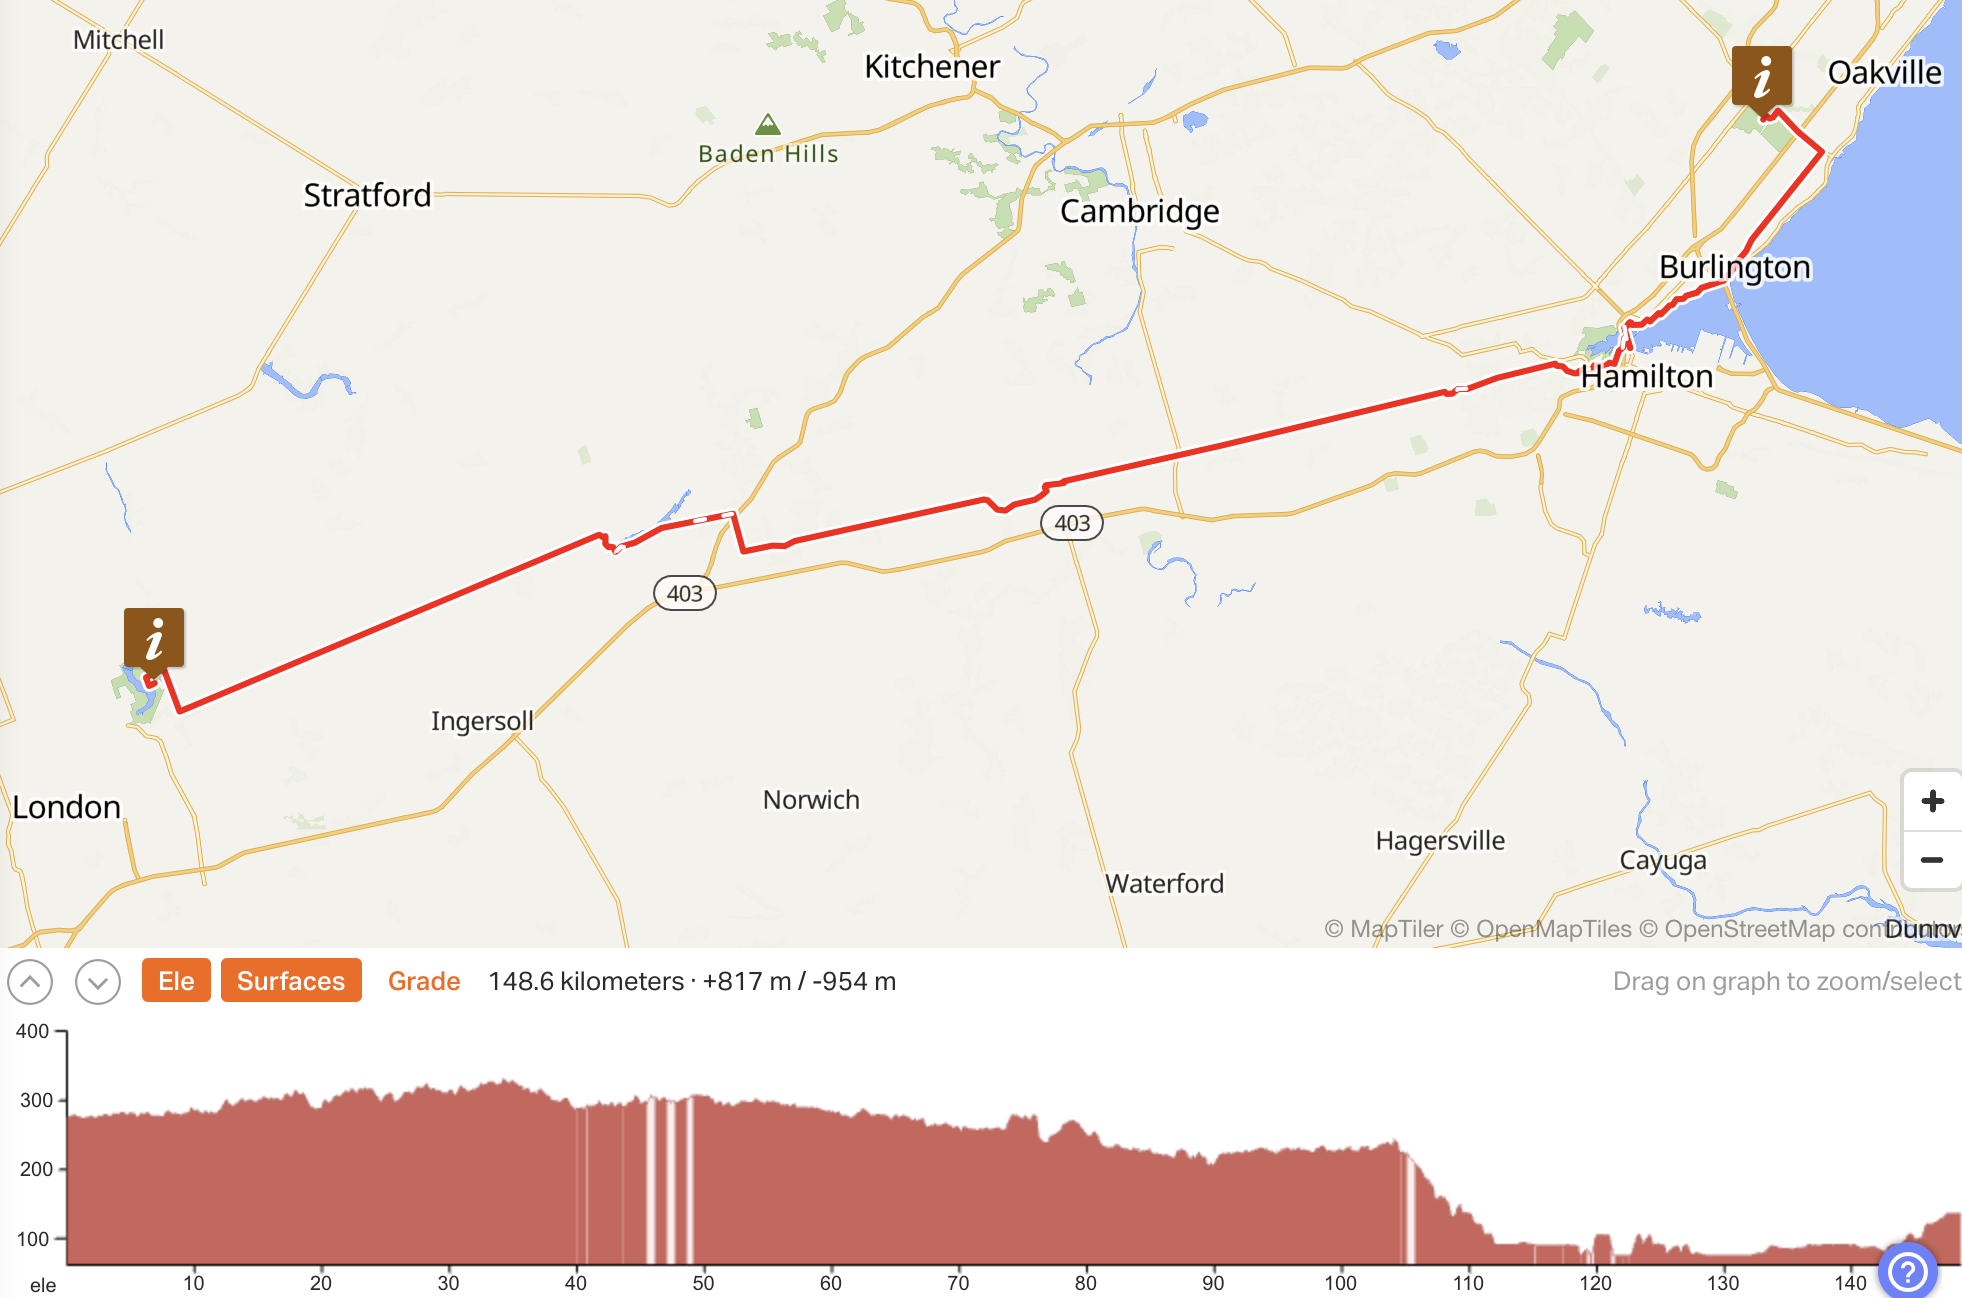 Mitchell
Kitchener
Oakville
Baden Hills
Stratford
Cambridge
Burlington
Hamilton
403
403
Ingersoll
London
Norwich
Hagersville
Cayuga
Waterford
© MapTiler © OpenMapTiles © OpenStreetMap
Dunnv
+
−
Ele Surfaces Grade 148.6 kilometers · +817 m / -954 m Drag on graph to zoom/select
400
300
200
100
ele 10 20 30 40 50 60 70 80 90 100 110 120 130 140
?